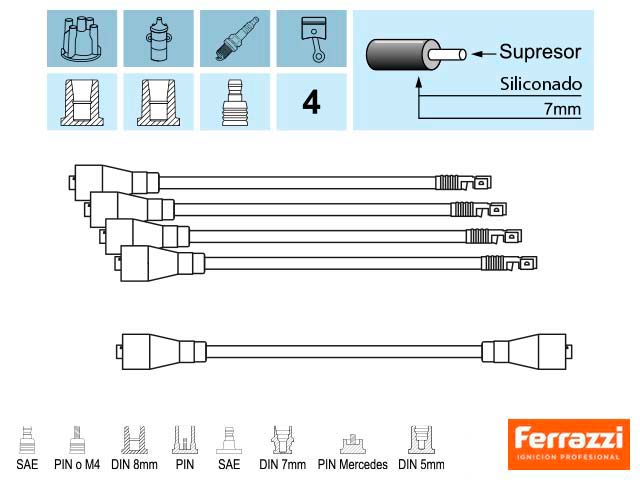 Supresor
Siliconado
4
7mm
SAE PIN o M4 DIN 8mm PIN SAE DIN 7mm PIN Mercedes DIN 5mm
Ferrazzi
IGNICION PROFESIONAL